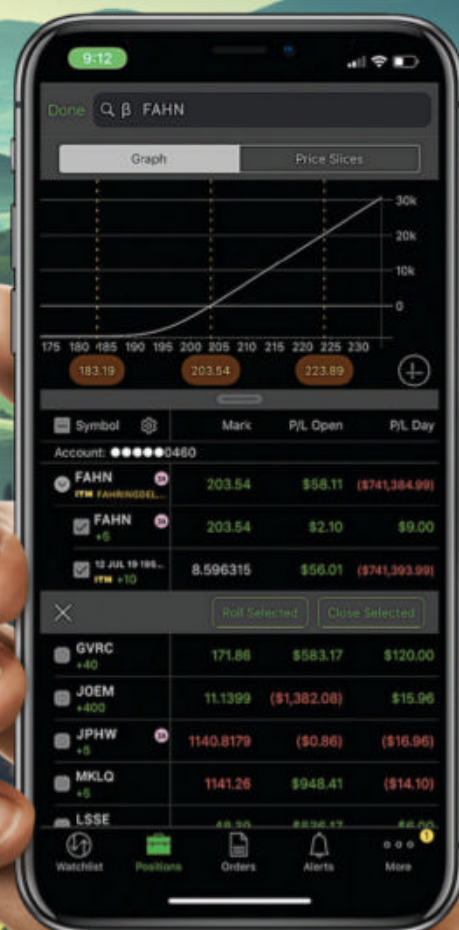 9:12
Done β FAHN
Graph Price Slices
30k
20k
10k
0
175 180 185 190 195 200 205 210 215 220 225 230
183.19 203.54 223.89
Symbol Mark P/L Open P/L Day
Account: ●●●●●0460
FAHN 203.54 $58.11 ($741,384.99)
ITM FAHRINGDEL...
FAHN 203.54 $2.10 $9.00
+6
12 JUL 19 195... 8.596315 $56.01 ($741,393.99)
ITM +10
Roll Selected Close Selected
GVRC 171.86 $583.17 $120.00
+40
JOEM 11.1399 ($1,382.08) $15.96
+400
JPHW 1140.8179 ($0.86) ($16.96)
+5
MKLQ 1141.26 $948.41 ($14.10)
+5
LSSE
Watchlist Positions Orders Alerts More
1